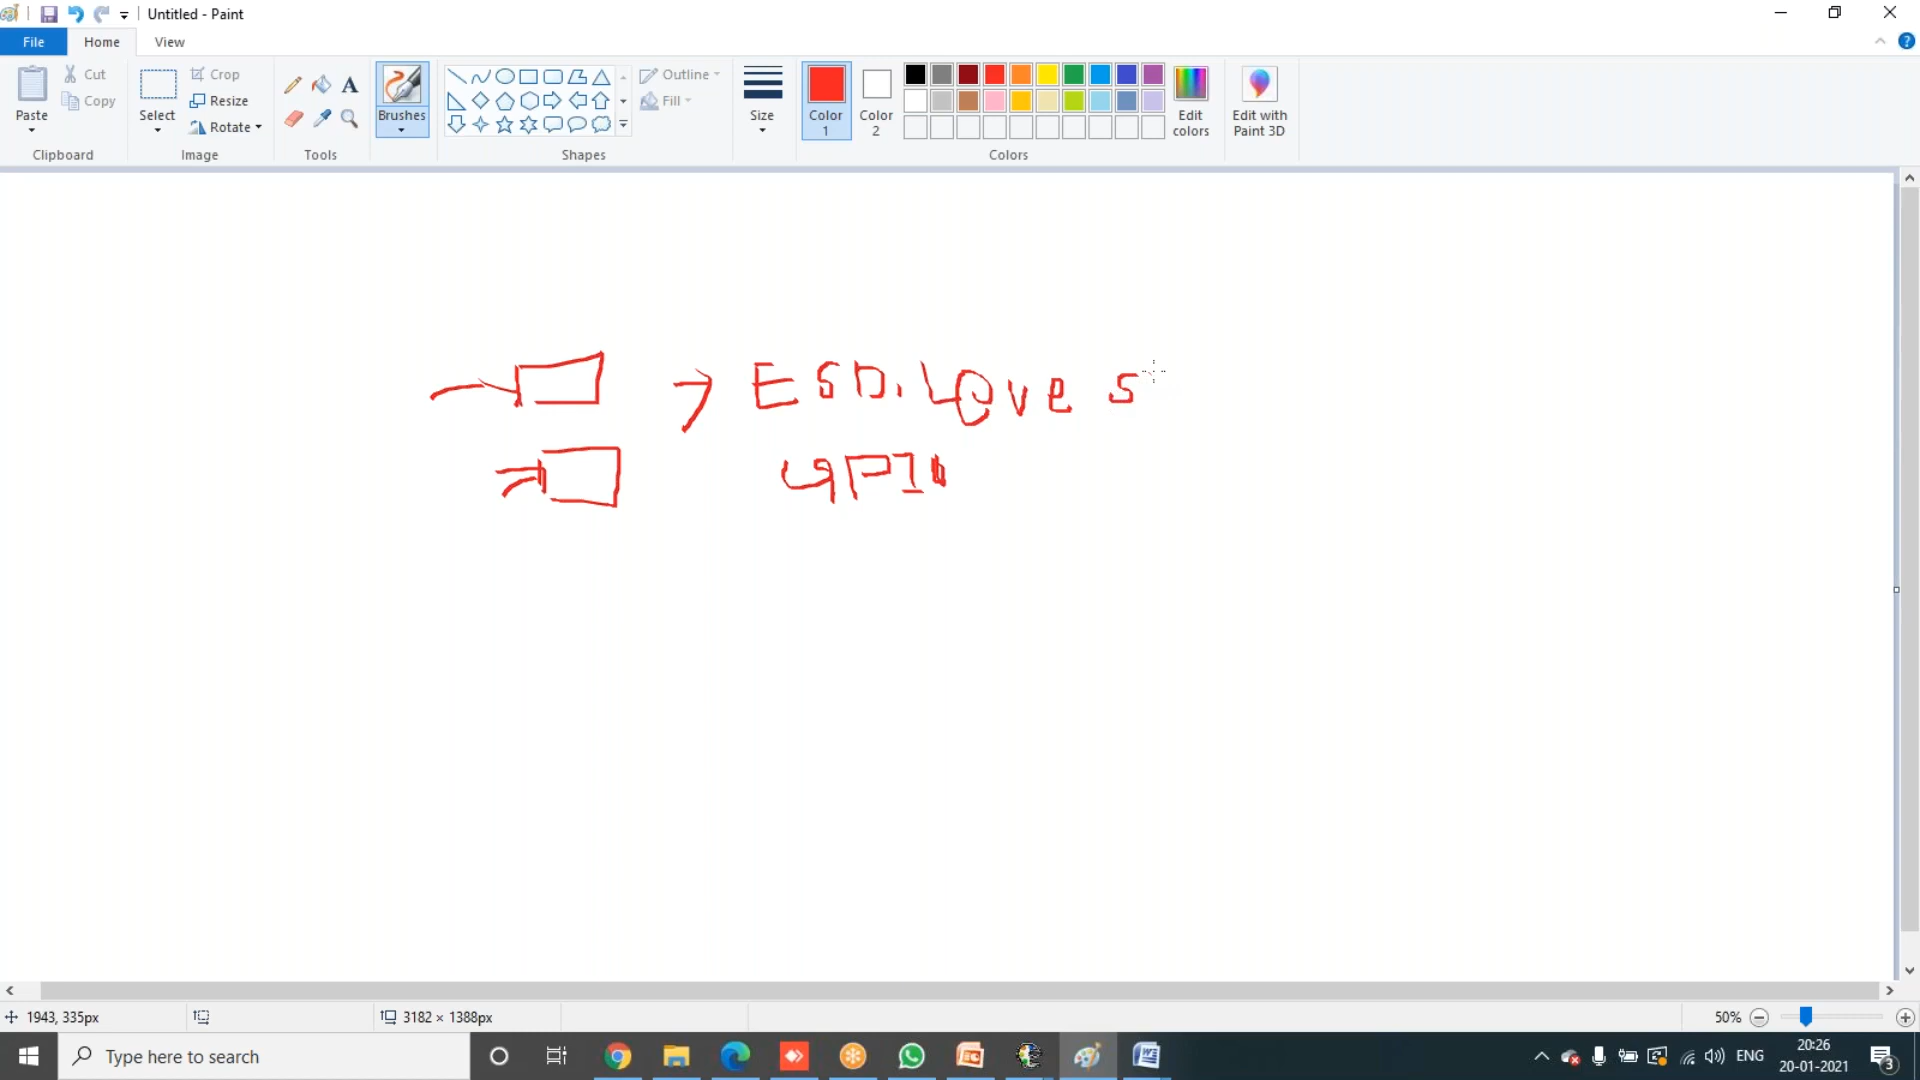 Untitled - Paint
File Home View
Paste Cut Copy Clipboard
Select Crop Resize Rotate Image
Tools
Brushes
Shapes
Outline Fill
Size
Color 1 Color 2
Edit colors Colors
Edit with Paint 3D
ESD. Love s
1943, 335px 3182 × 1388px 50%
Type here to search ENG 20:26
20-01-2021 3